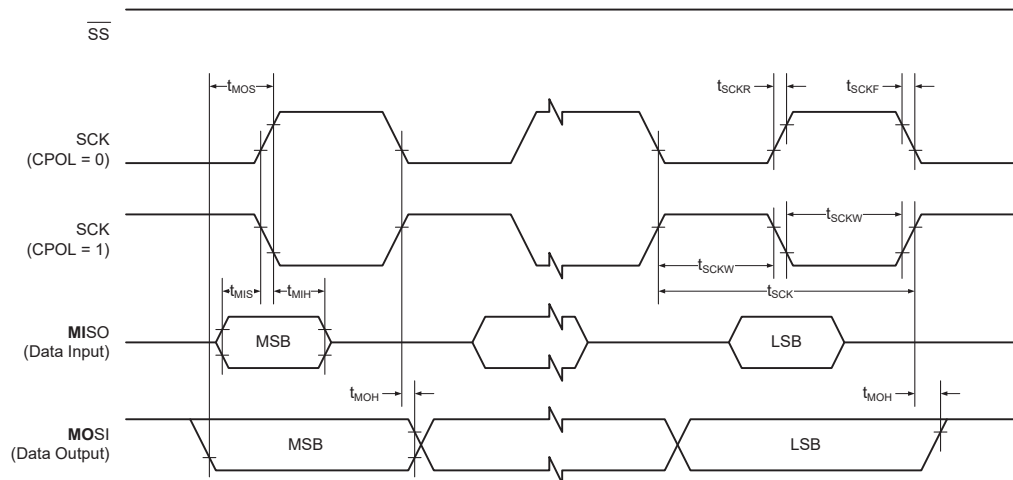 SS
tMOS
tSCKR
tSCKF
SCK
(CPOL = 0)
SCK
(CPOL = 1)
tSCKW
tSCKW
tSCK
tMIS
tMIH
MISO
(Data Input)
MSB
LSB
tMOH
tMOH
MOSI
(Data Output)
MSB
LSB